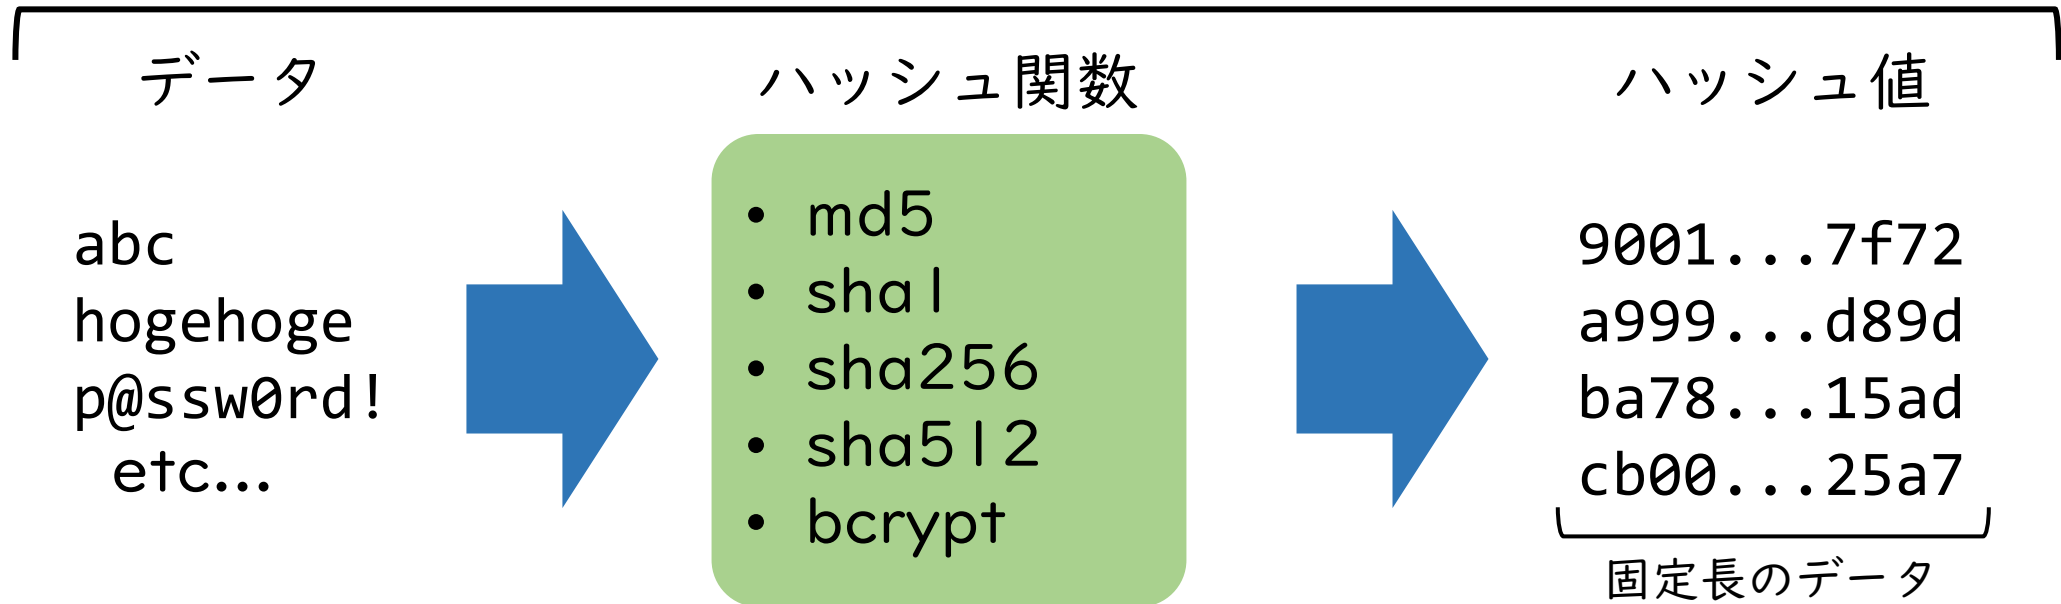 データ
ハッシュ関数
ハッシュ値
abc
hogehoge
p@ssw0rd!
etc...
• md5
• sha1
• sha256
• sha512
• bcrypt
9001...7f72
a999...d89d
ba78...15ad
cb00...25a7
固定長のデータ